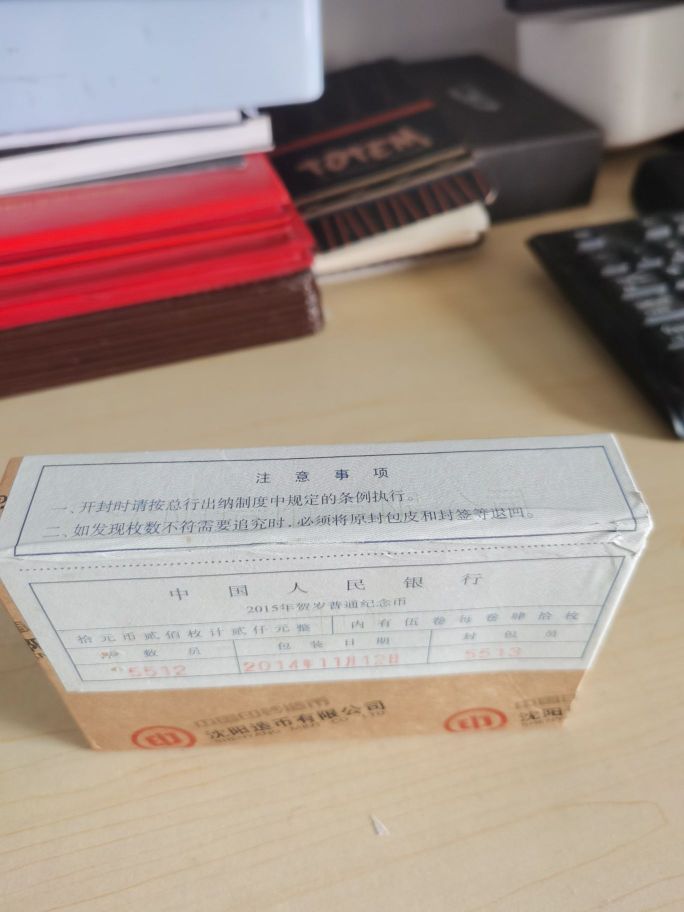 TOTEM
注意事项
一、开封时请按总行出纳制度中规定的条例执行。
二、如发现枚数不符需要追究时，必须将原封包皮和封签等退回。
中国人民银行
2015年贺岁普通纪念币
拾元币贰佰枚计贰仟元整 内有伍卷每卷肆拾枚
数员 包装日期 封包员
5512 2014年11月12日 5513
沈阳造币有限公司
沈阳